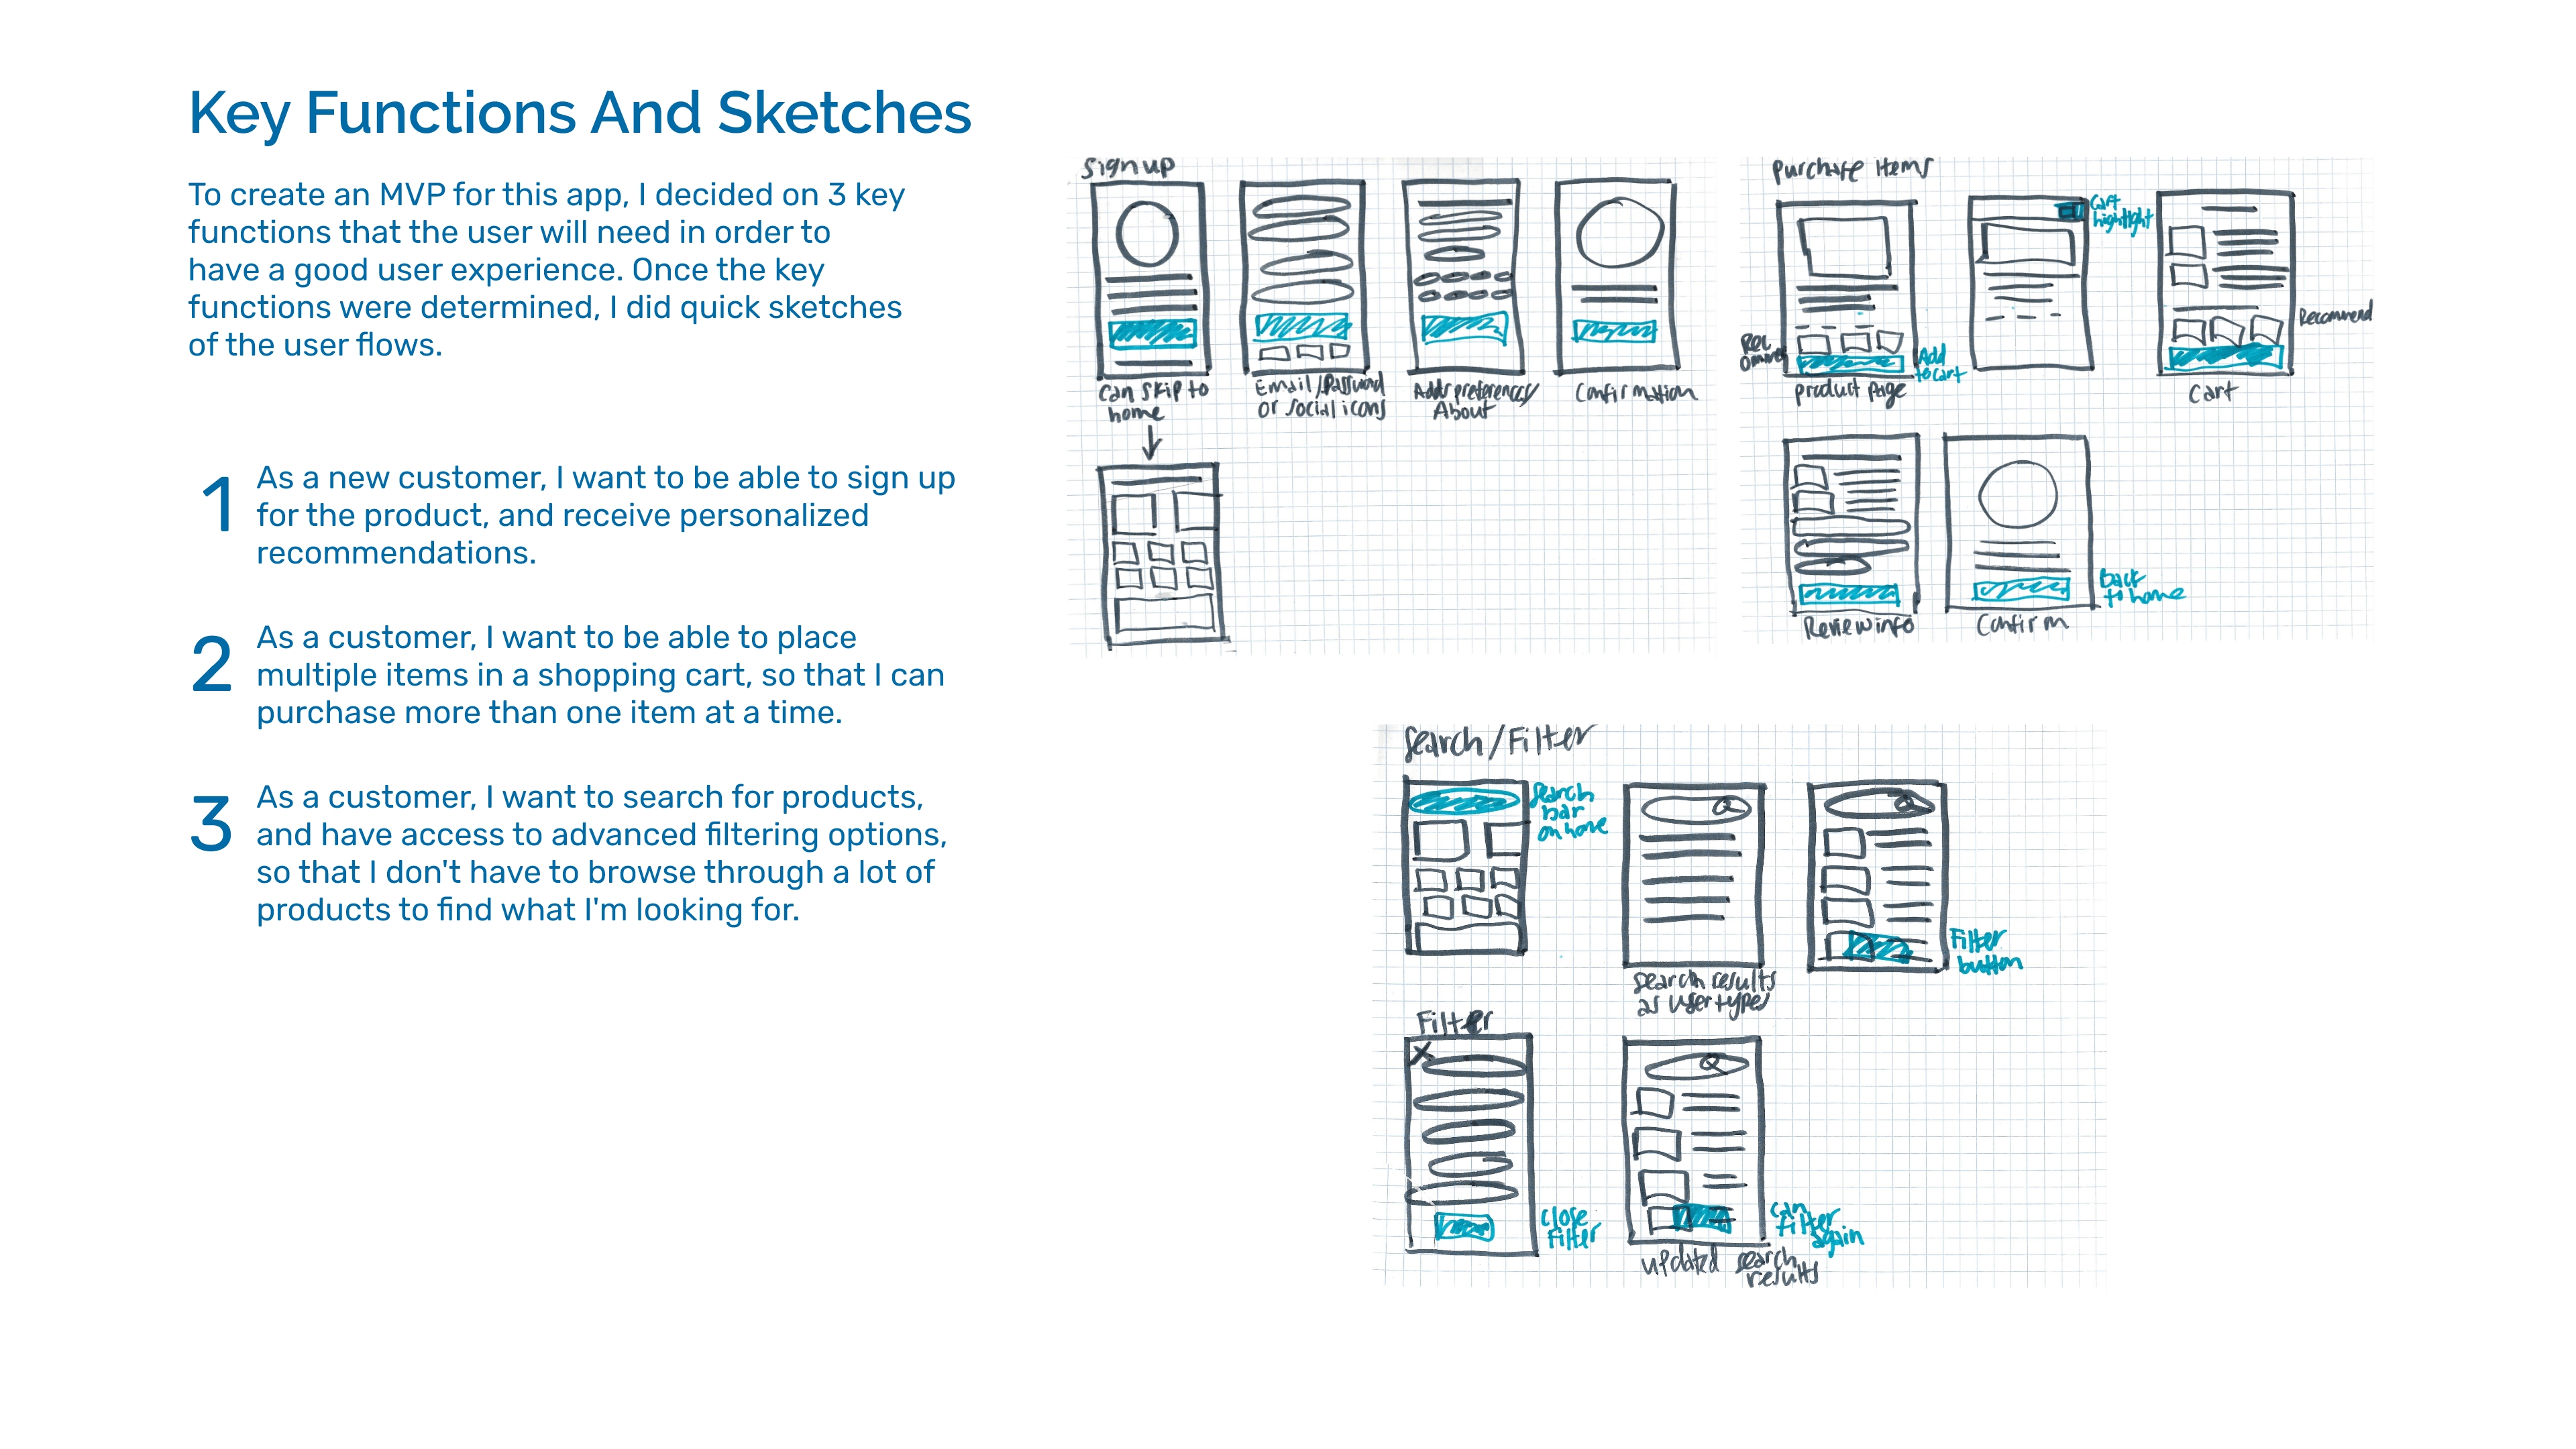 Key Functions And Sketches
To create an MVP for this app, I decided on 3 key
functions that the user will need in order to
have a good user experience. Once the key
functions were determined, I did quick sketches
of the user flows.
1
As a new customer, I want to be able to sign up
for the product, and receive personalized
recommendations.
2
As a customer, I want to be able to place
multiple items in a shopping cart, so that I can
purchase more than one item at a time.
3
As a customer, I want to search for products,
and have access to advanced filtering options,
so that I don't have to browse through a lot of
products to find what I'm looking for.
Sign up
Can skip to
home
Email/Password
or social icons
Adds preferences/
About
Confirmation
Purchase Items
Add
to cart
Product Page
Cart
highlight
Recommend
Cart
Review info
Confirm
Back
to home
Search/Filter
Search
bar
on home
Search results
as user types
Filter
button
Filter
Close
Filter
Can
filter
again
updated search
results